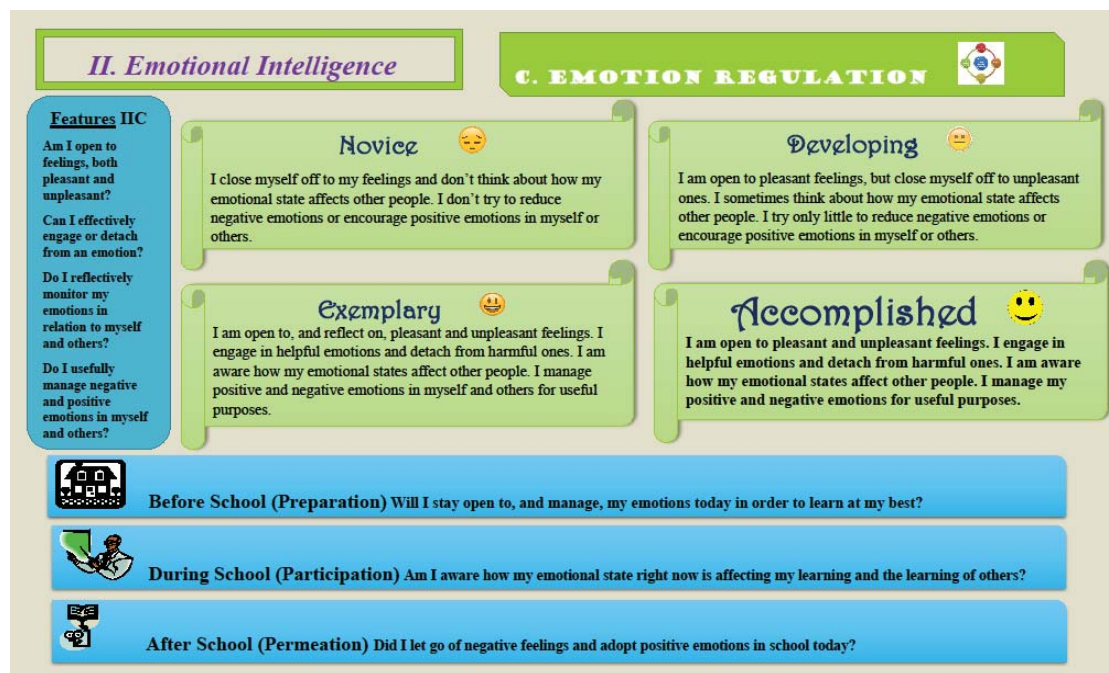 II. Emotional Intelligence
C. EMOTION REGULATION
Features IIC
Am I open to
feelings, both
pleasant and
unpleasant?
Can I effectively
engage or detach
from an emotion?
Do I reflectively
monitor my
emotions in
relation to myself
and others?
Do I usefully
manage negative
and positive
emotions in myself
and others?
Novice
I close myself off to my feelings and don't think about how my
emotional state affects other people. I don't try to reduce
negative emotions or encourage positive emotions in myself or
others.
Developing
I am open to pleasant feelings, but close myself off to unpleasant
ones. I sometimes think about how my emotional state affects
other people. I try only little to reduce negative emotions or
encourage positive emotions in myself or others.
Exemplary
I am open to, and reflect on, pleasant and unpleasant feelings. I
engage in helpful emotions and detach from harmful ones. I am
aware how my emotional states affect other people. I manage
positive and negative emotions in myself and others for useful
purposes.
Accomplished
I am open to pleasant and unpleasant feelings. I engage in
helpful emotions and detach from harmful ones. I am aware
how my emotional states affect other people. I manage my
positive and negative emotions for useful purposes.
Before School (Preparation) Will I stay open to, and manage, my emotions today in order to learn at my best?
During School (Participation) Am I aware how my emotional state right now is affecting my learning and the learning of others?
After School (Permeation) Did I let go of negative feelings and adopt positive emotions in school today?